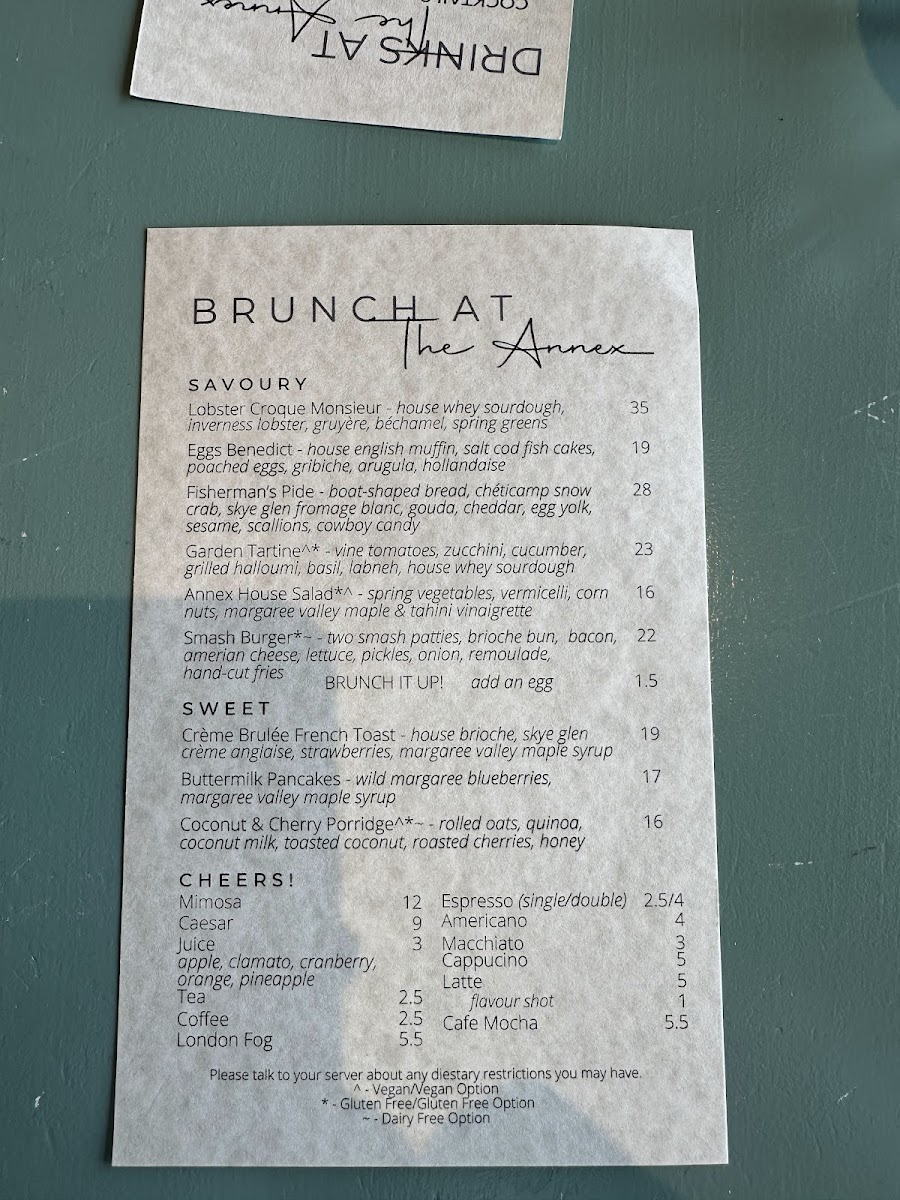 COCKTAILS
The Annex
DRINKS AT
BRUNCH AT
The Annex
SAVOURY
Lobster Croque Monsieur - house whey sourdough, 35
inverness lobster, gruyère, béchamel, spring greens
Eggs Benedict - house english muffin, salt cod fish cakes, 19
poached eggs, gribiche, arugula, hollandaise
Fisherman's Pide - boat-shaped bread, chéticamp snow 28
crab, skye glen fromage blanc, gouda, cheddar, egg yolk,
sesame, scallions, cowboy candy
Garden Tartine^* - vine tomatoes, zucchini, cucumber, 23
grilled halloumi, basil, labneh, house whey sourdough
Annex House Salad*^ - spring vegetables, vermicelli, corn 16
nuts, margaree valley maple & tahini vinaigrette
Smash Burger*~ - two smash patties, brioche bun, bacon, 22
amerian cheese, lettuce, pickles, onion, remoulade,
hand-cut fries
BRUNCH IT UP! add an egg 1.5
SWEET
Crème Brulée French Toast - house brioche, skye glen 19
crème anglaise, strawberries, margaree valley maple syrup
Buttermilk Pancakes - wild margaree blueberries, 17
margaree valley maple syrup
Coconut & Cherry Porridge^*~ - rolled oats, quinoa, 16
coconut milk, toasted coconut, roasted cherries, honey
CHEERS!
Mimosa 12
Caesar 9
Juice 3
apple, clamato, cranberry,
orange, pineapple
Tea 2.5
Coffee 2.5
London Fog 5.5
Espresso (single/double) 2.5/4
Americano 4
Macchiato 3
Cappucino 5
Latte 5
flavour shot 1
Cafe Mocha 5.5
Please talk to your server about any diestary restrictions you may have.
^ - Vegan/Vegan Option
* - Gluten Free/Gluten Free Option
~ - Dairy Free Option